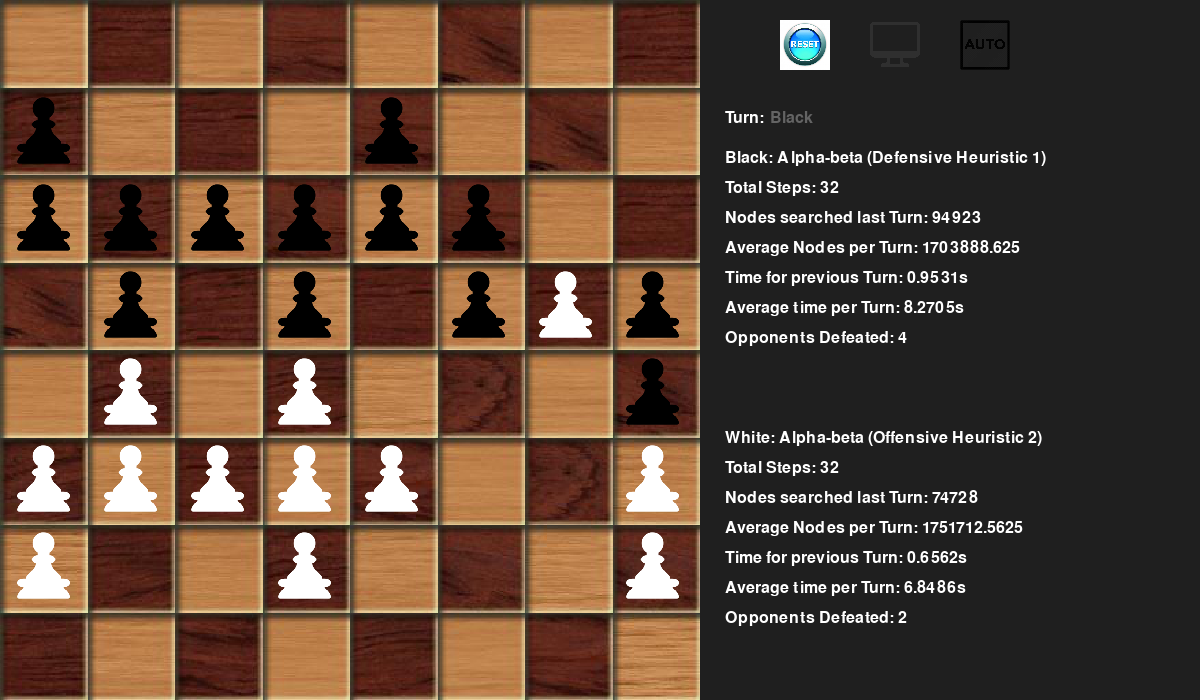 RESET
AUTO
Turn: Black
Black: Alpha-beta (Defensive Heuristic 1)
Total Steps: 32
Nodes searched last Turn: 94923
Average Nodes per Turn: 1703888.625
Time for previous Turn: 0.9531s
Average time per Turn: 8.2705s
Opponents Defeated: 4
White: Alpha-beta (Offensive Heuristic 2)
Total Steps: 32
Nodes searched last Turn: 74728
Average Nodes per Turn: 1751712.5625
Time for previous Turn: 0.6562s
Average time per Turn: 6.8486s
Opponents Defeated: 2